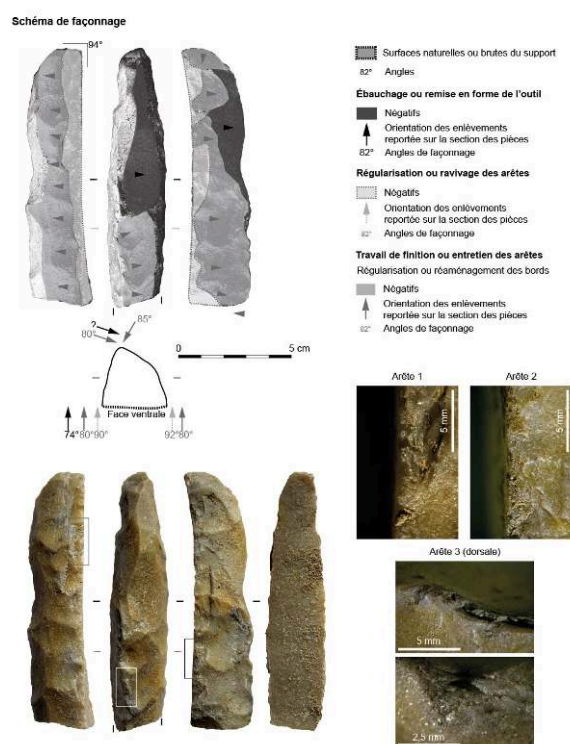 Schéma de façonnage
94°
?
80°
85°
0
5 cm
Face ventrale
74°
80°
90°
92°
80°
Surfaces naturelles ou brutes du support
82° Angles
Ébauchage ou remise en forme de l'outil
Négatifs
Orientation des enlèvements
reportée sur la section des pièces
82° Angles de façonnage
Régularisation ou ravivage des arêtes
Négatifs
Orientation des enlèvements
reportée sur la section des pièces
82° Angles de façonnage
Travail de finition ou entretien des arêtes
Régularisation ou réaménagement des bords
Négatifs
Orientation des enlèvements
reportée sur la section des pièces
82° Angles de façonnage
Arête 1
5 mm
Arête 2
5 mm
Arête 3 (dorsale)
5 mm
2,5 mm